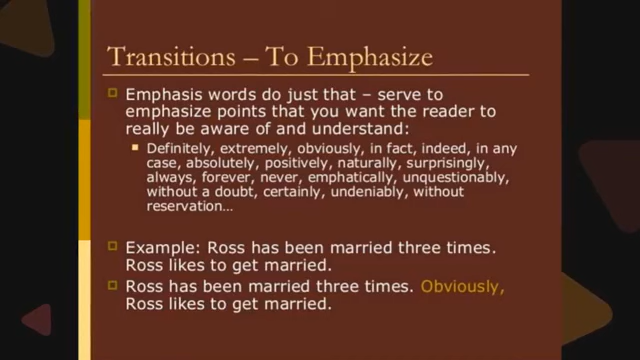 Transitions – To Emphasize
Emphasis words do just that – serve to
emphasize points that you want the reader to
really be aware of and understand:
Definitely, extremely, obviously, in fact, indeed, in any
case, absolutely, positively, naturally, surprisingly,
always, forever, never, emphatically, unquestionably,
without a doubt, certainly, undeniably, without
reservation…
Example: Ross has been married three times.
Ross likes to get married.
Ross has been married three times. Obviously,
Ross likes to get married.